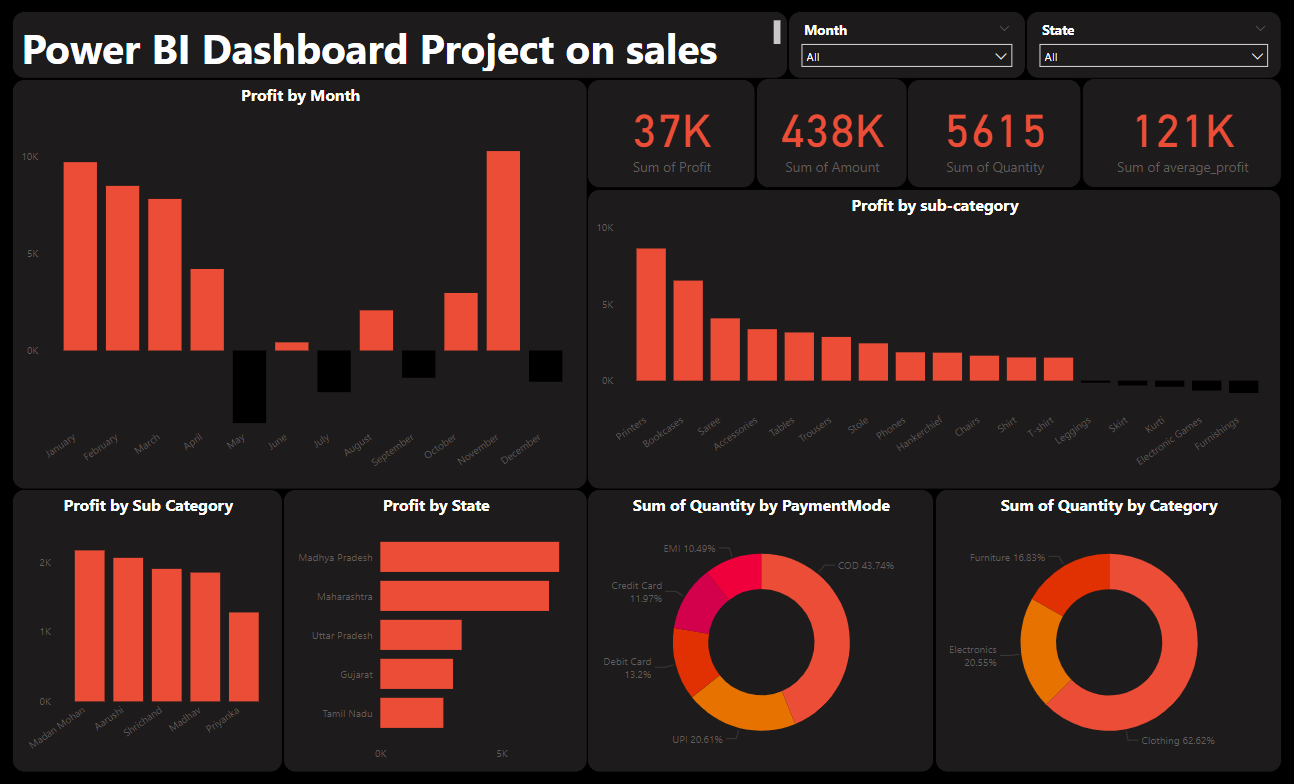 Power BI Dashboard Project on sales
Month
All
State
All
Profit by Month
10K
5K
0K
January
February
March
April
May
June
July
August
September
October
November
December
37K
Sum of Profit
438K
Sum of Amount
5615
Sum of Quantity
121K
Sum of average_profit
Profit by sub-category
10K
5K
0K
Printers
Bookcases
Saree
Accessories
Tables
Trousers
Stole
Phones
Hankerchief
Chairs
Shirt
T-shirt
Leggings
Skirt
Kurti
Electronic Games
Furnishings
Profit by Sub Category
2K
1K
0K
Madan Mohan
Aarushi
Shrichand
Madhav
Priyanka
Profit by State
Madhya Pradesh
Maharashtra
Uttar Pradesh
Gujarat
Tamil Nadu
0K
5K
Sum of Quantity by PaymentMode
EMI 10.49%
COD 43.74%
Credit Card
11.97%
Debit Card
13.2%
UPI 20.61%
Sum of Quantity by Category
Furniture 16.83%
Electronics
20.55%
Clothing 62.62%